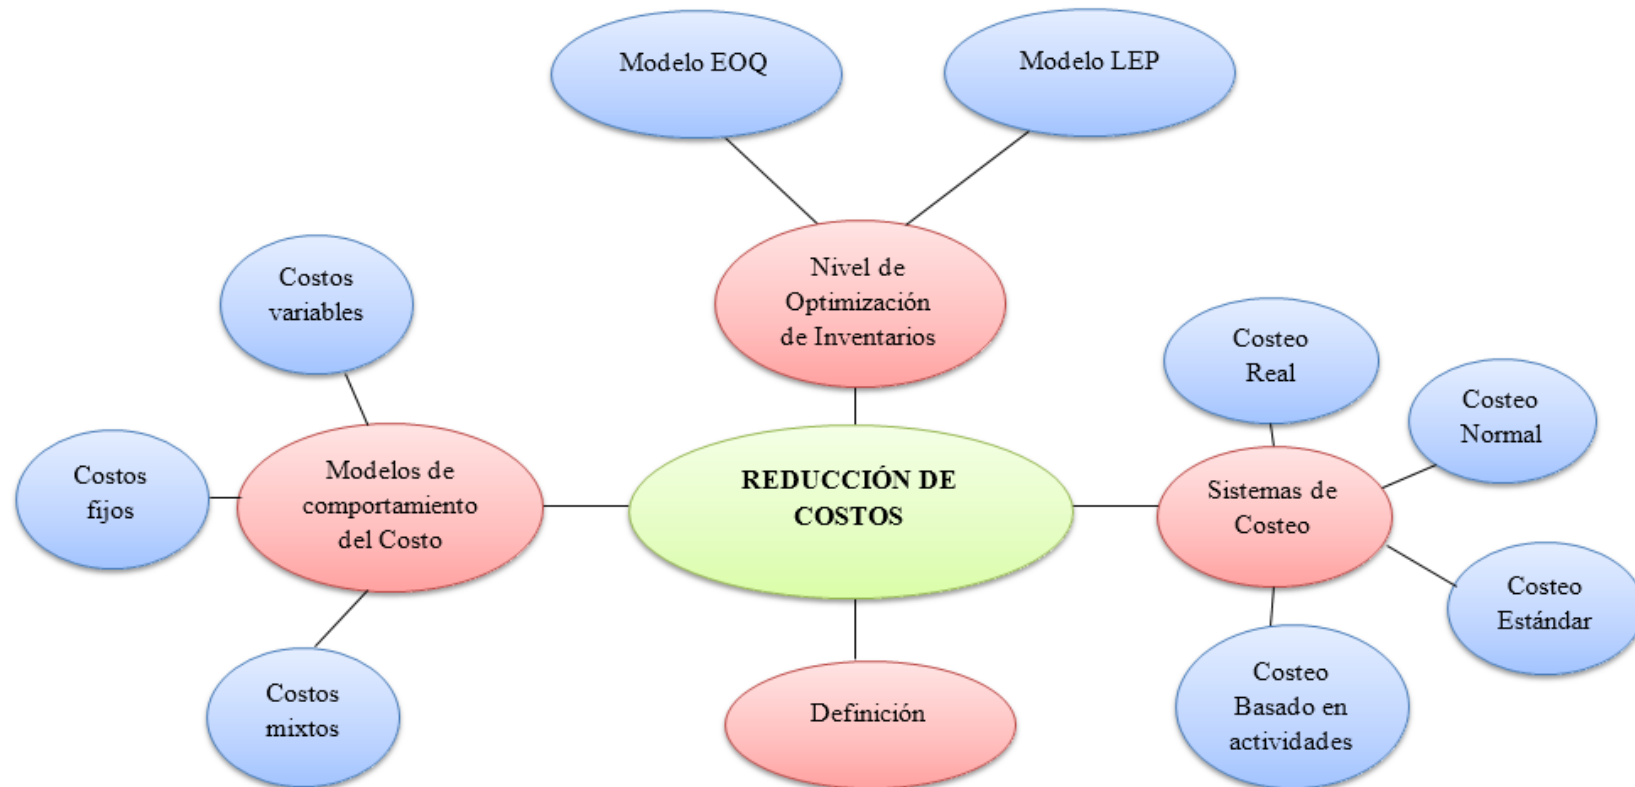 Modelo EOQ
Modelo LEP
Nivel de
Optimización
de Inventarios
Costos
variables
Costos
fijos
Modelos de
comportamiento
del Costo
Costos
mixtos
REDUCCIÓN DE
COSTOS
Definición
Sistemas de
Costeo
Costeo
Real
Costeo
Normal
Costeo
Estándar
Costeo
Basado en
actividades